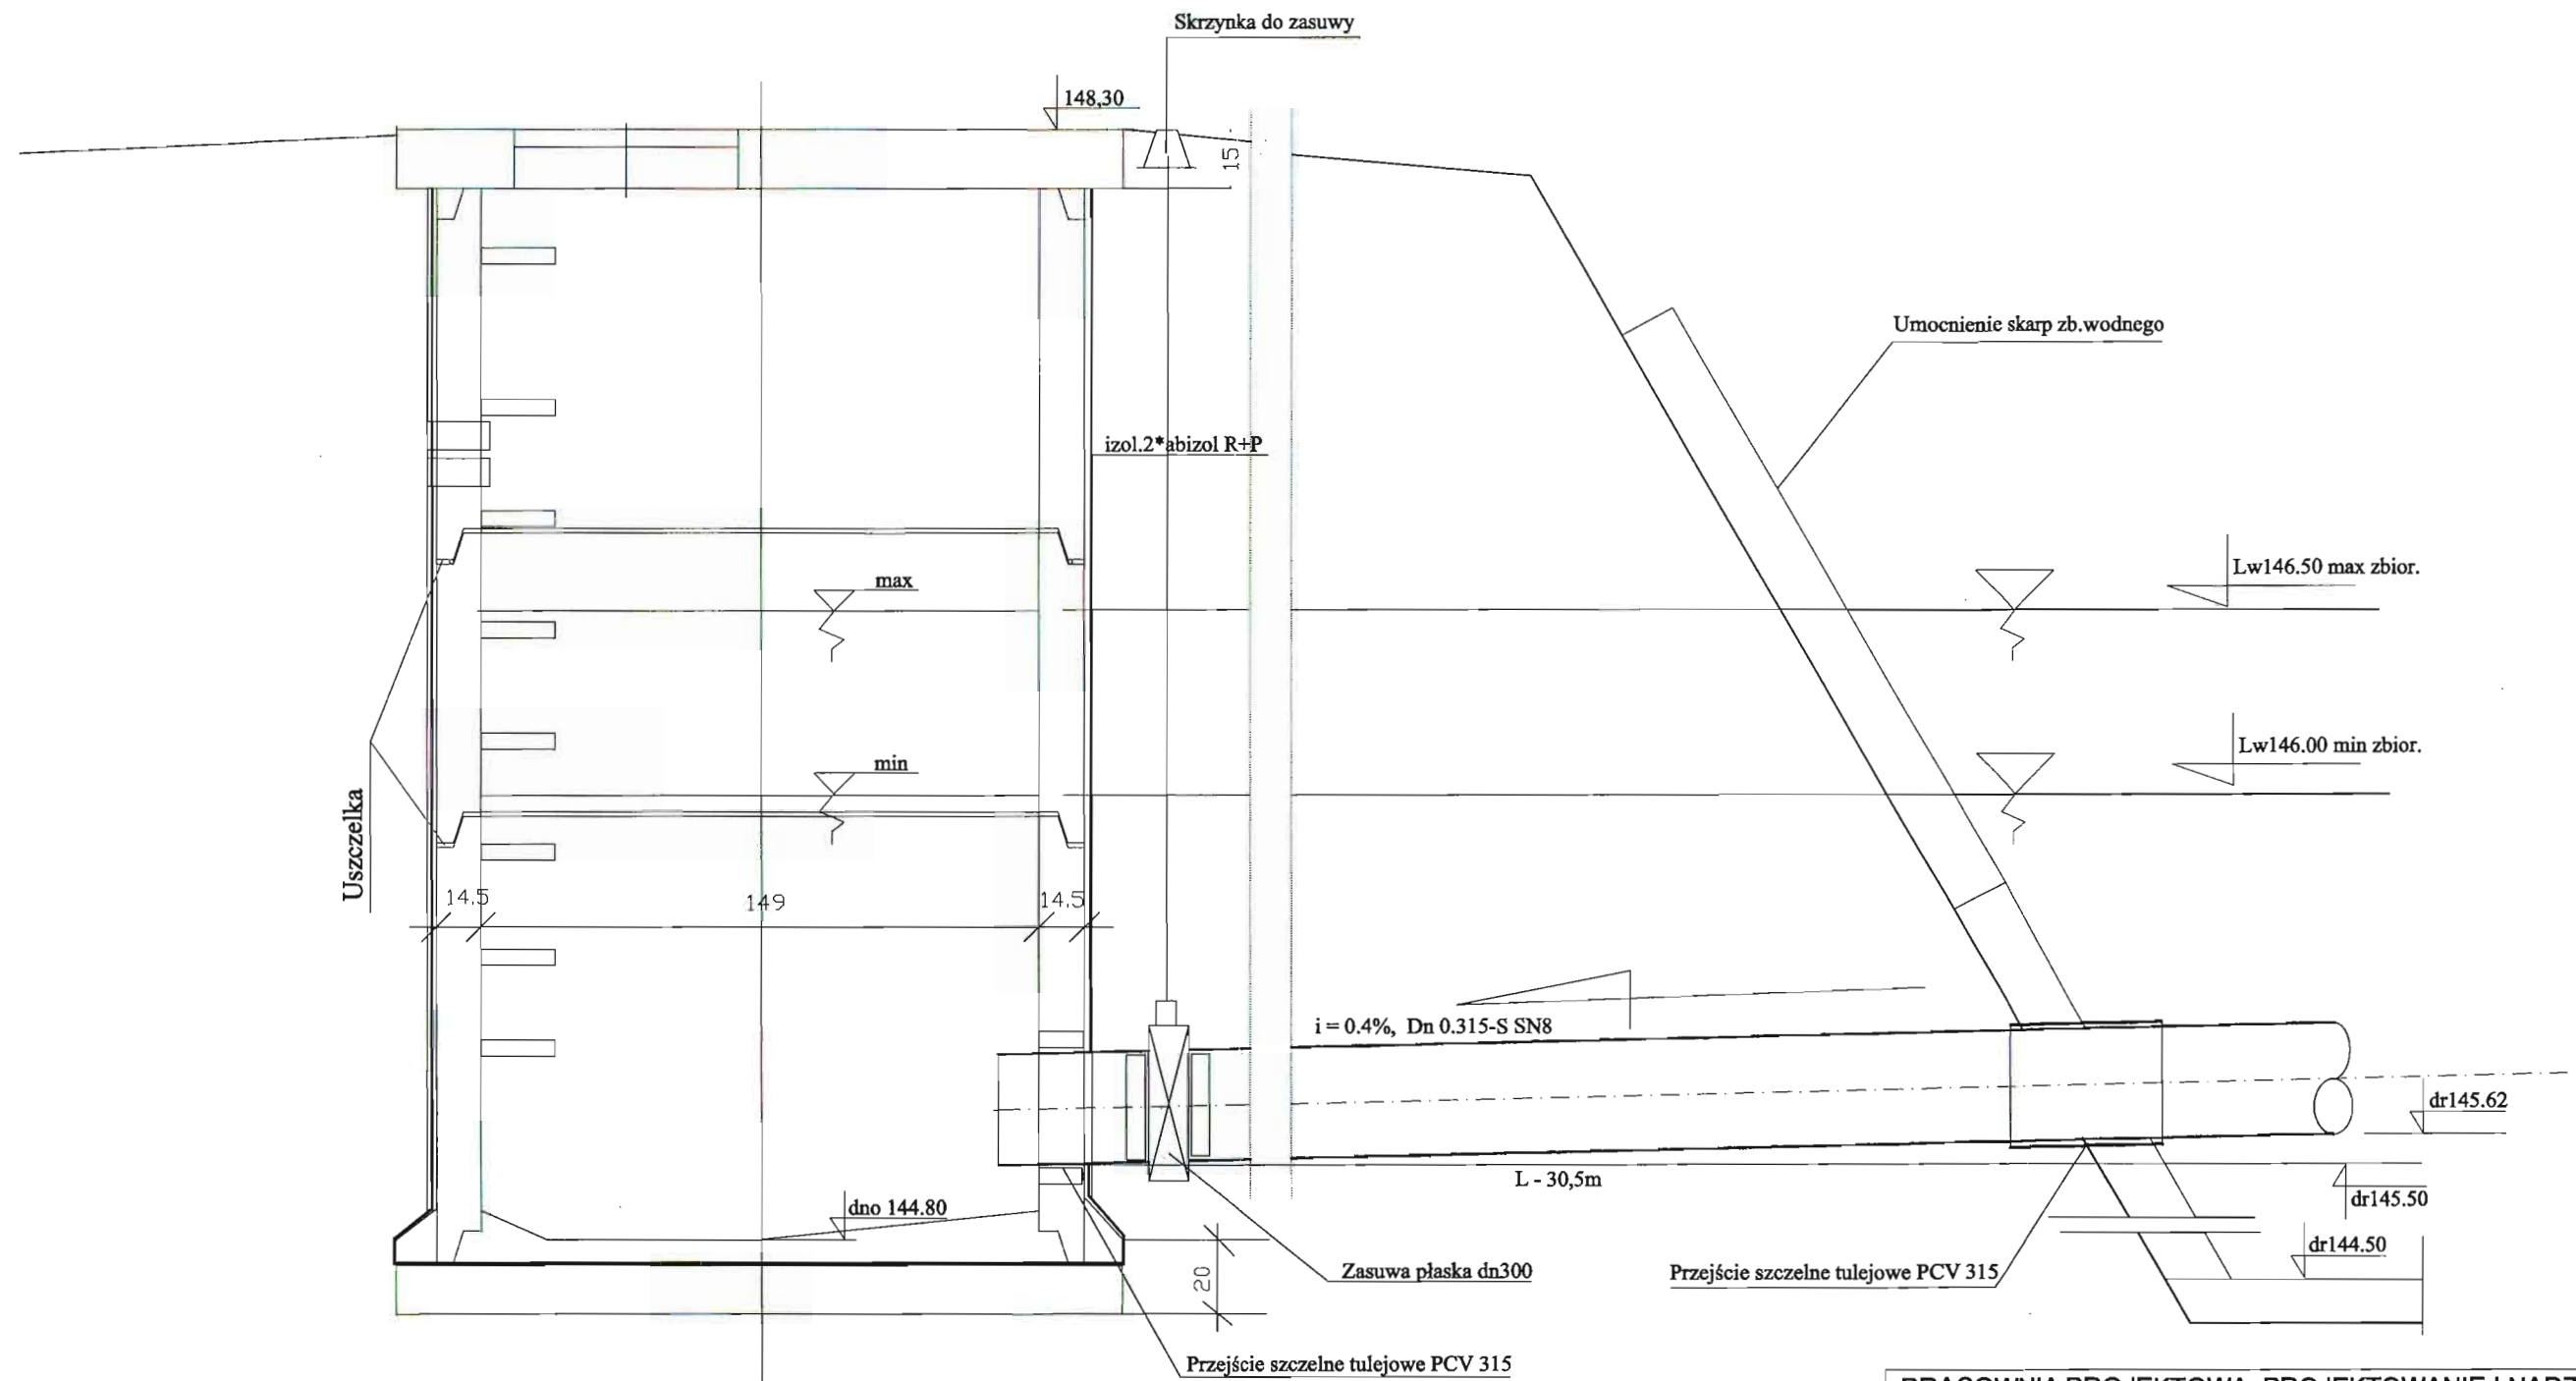 Skrzynka do zasuwy
148,30
15
Umocnienie skarp zb.wodnego
izol.2*abizol R+P
max
Lw146.50 max zbior.
min
Lw146.00 min zbior.
Uszczelka
14.5
149
14.5
i = 0.4%, Dn 0.315-S SN8
dr145.62
L - 30,5m
dr145.50
dno 144.80
dr144.50
20
Zasuwa płaska dn300
Przejście szczelne tulejowe PCV 315
Przejście szczelne tulejowe PCV 315